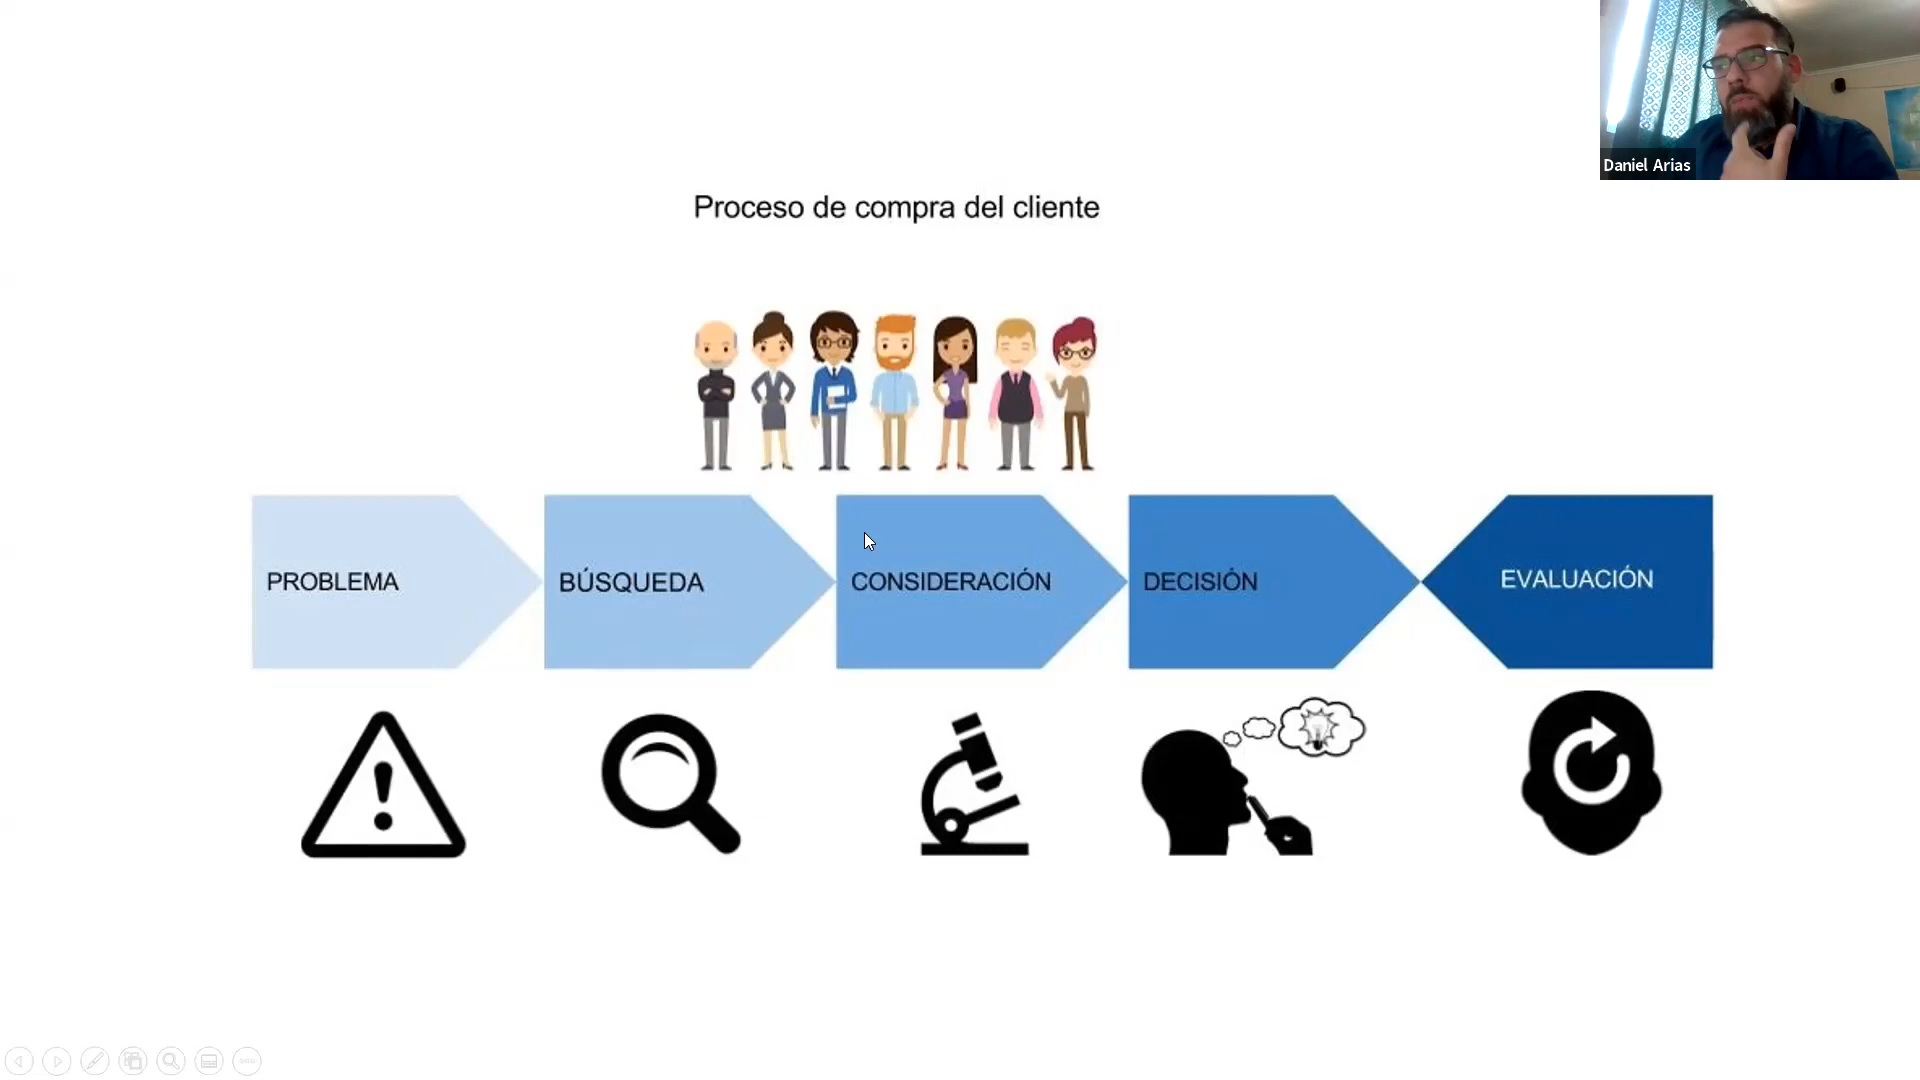 Daniel Arias
Proceso de compra del cliente
PROBLEMA
BÚSQUEDA
CONSIDERACIÓN
DECISIÓN
EVALUACIÓN